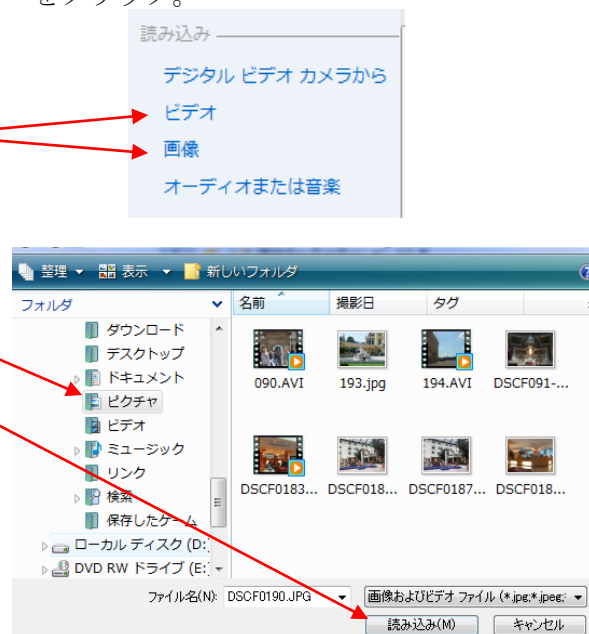 をクリック。
読み込み
デジタル ビデオ カメラから
ビデオ
画像
オーディオまたは音楽
整理 表示 新しいフォルダ
フォルダ 名前 撮影日 タグ
ダウンロード
デスクトップ
ドキュメント
ピクチャ
ビデオ
ミュージック
リンク
検索
保存したゲーム
ローカル ディスク (D:
DVD RW ドライブ (E:
090.AVI 193.jpg 194.AVI DSCF091-...
DSCF0183... DSCF018... DSCF0187... DSCF018...
ファイル名(N): DSCF0190.JPG 画像およびビデオ ファイル (*.jpg;*.jpeg;
読み込み(M) キャンセル